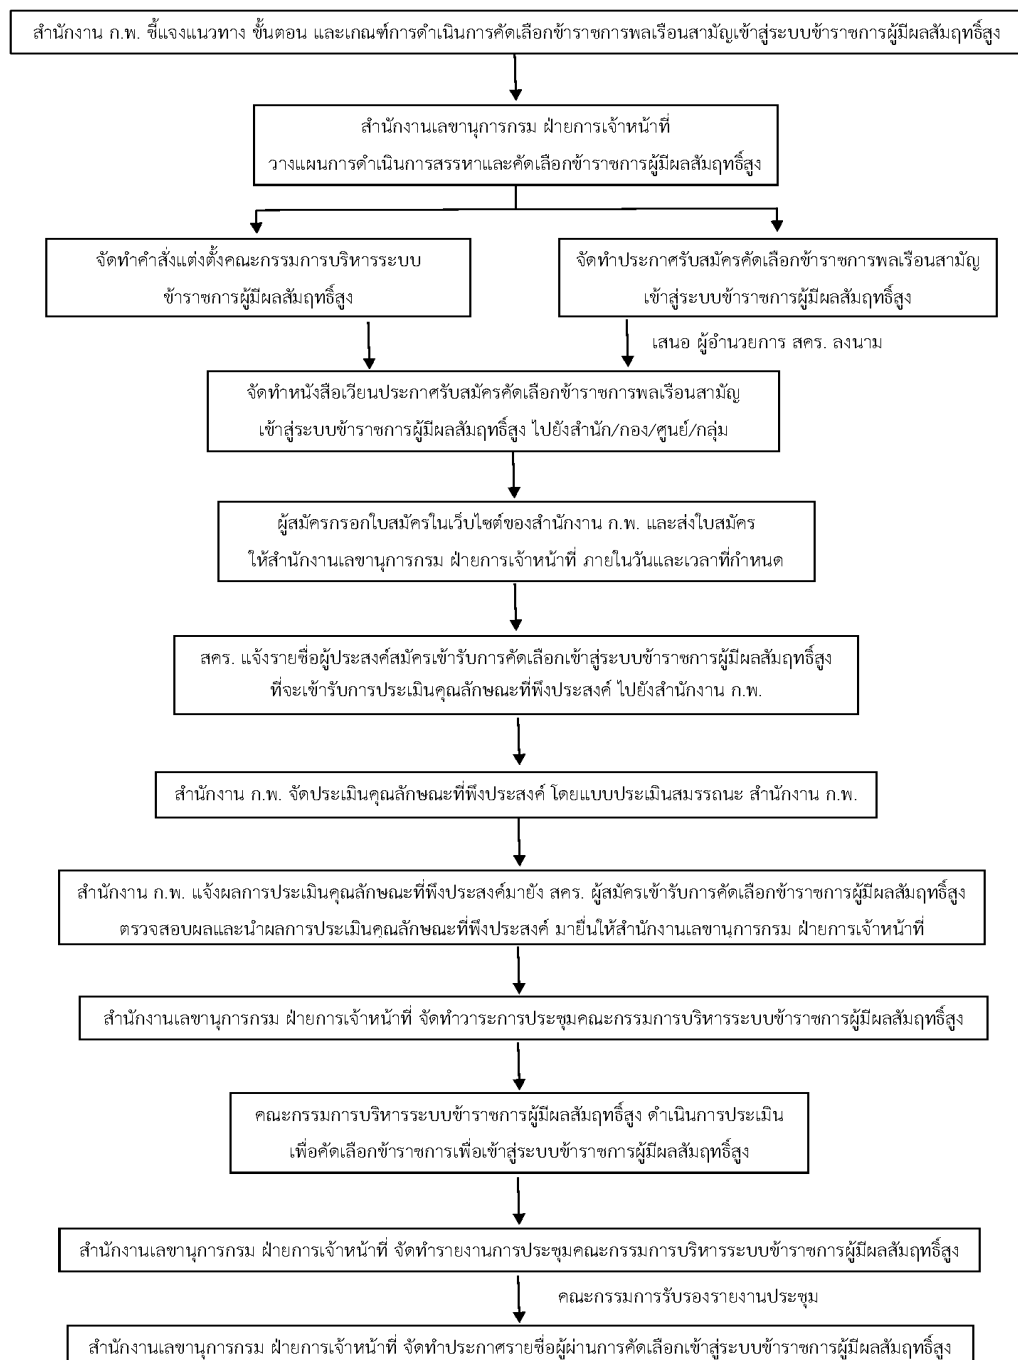 สำนักงาน ก.พ. ชี้แจงแนวทาง ขั้นตอน และเกณฑ์การดำเนินการคัดเลือกข้าราชการพลเรือนสามัญเข้าสู่ระบบข้าราชการผู้มีผลสัมฤทธิ์สูง
สำนักงานเลขานุการกรม ฝ่ายการเจ้าหน้าที่
วางแผนการดำเนินการสรรหาและคัดเลือกข้าราชการผู้มีผลสัมฤทธิ์สูง
จัดทำคำสั่งแต่งตั้งคณะกรรมการบริหารระบบ
ข้าราชการผู้มีผลสัมฤทธิ์สูง
จัดทำประกาศรับสมัครคัดเลือกข้าราชการพลเรือนสามัญ
เข้าสู่ระบบข้าราชการผู้มีผลสัมฤทธิ์สูง
เสนอ ผู้อำนวยการ สคร. ลงนาม
จัดทำหนังสือเวียนประกาศรับสมัครคัดเลือกข้าราชการพลเรือนสามัญ
เข้าสู่ระบบข้าราชการผู้มีผลสัมฤทธิ์สูง ไปยังสำนัก/กอง/ศูนย์/กลุ่ม
ผู้สมัครกรอกใบสมัครในเว็บไซต์ของสำนักงาน ก.พ. และส่งใบสมัคร
ให้สำนักงานเลขานุการกรม ฝ่ายการเจ้าหน้าที่ ภายในวันและเวลาที่กำหนด
สคร. แจ้งรายชื่อผู้ประสงค์สมัครเข้ารับการคัดเลือกเข้าสู่ระบบข้าราชการผู้มีผลสัมฤทธิ์สูง
ที่จะเข้ารับการประเมินคุณลักษณะที่พึงประสงค์ ไปยังสำนักงาน ก.พ.
สำนักงาน ก.พ. จัดประเมินคุณลักษณะที่พึงประสงค์ โดยแบบประเมินสมรรถนะ สำนักงาน ก.พ.
สำนักงาน ก.พ. แจ้งผลการประเมินคุณลักษณะที่พึงประสงค์มายัง สคร. ผู้สมัครเข้ารับการคัดเลือกข้าราชการผู้มีผลสัมฤทธิ์สูง
ตรวจสอบผลและนำผลการประเมินคุณลักษณะที่พึงประสงค์ มายื่นให้สำนักงานเลขานุการกรม ฝ่ายการเจ้าหน้าที่
สำนักงานเลขานุการกรม ฝ่ายการเจ้าหน้าที่ จัดทำวาระการประชุมคณะกรรมการบริหารระบบข้าราชการผู้มีผลสัมฤทธิ์สูง
คณะกรรมการบริหารระบบข้าราชการผู้มีผลสัมฤทธิ์สูง ดำเนินการประเมิน
เพื่อคัดเลือกข้าราชการเพื่อเข้าสู่ระบบข้าราชการผู้มีผลสัมฤทธิ์สูง
สำนักงานเลขานุการกรม ฝ่ายการเจ้าหน้าที่ จัดทำรายงานการประชุมคณะกรรมการบริหารระบบข้าราชการผู้มีผลสัมฤทธิ์สูง
คณะกรรมการรับรองรายงานประชุม
สำนักงานเลขานุการกรม ฝ่ายการเจ้าหน้าที่ จัดทำประกาศรายชื่อผู้ผ่านการคัดเลือกเข้าสู่ระบบข้าราชการผู้มีผลสัมฤทธิ์สูง